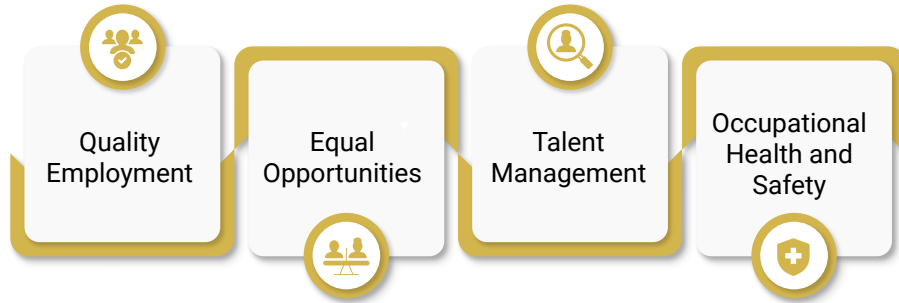 Quality
Employment
Equal
Opportunities
Talent
Management
Occupational
Health and
Safety